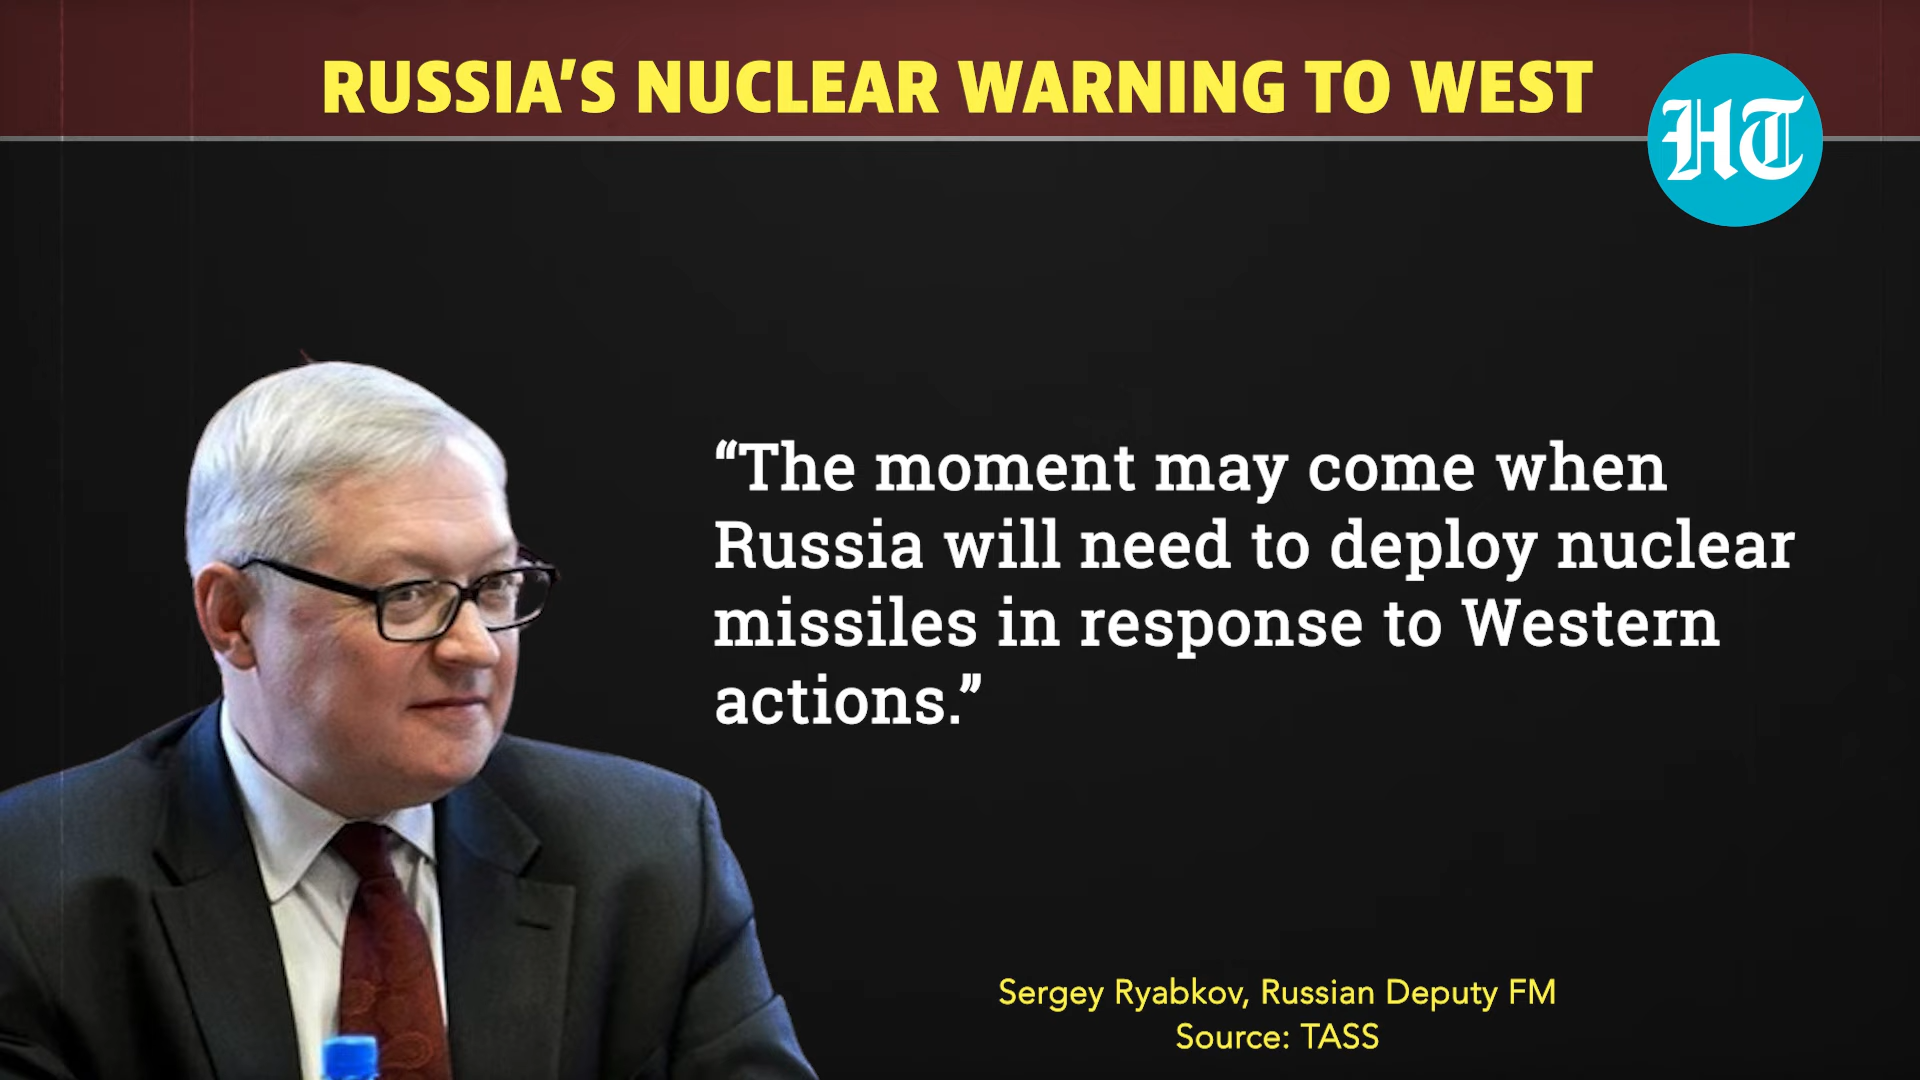 RUSSIA'S NUCLEAR WARNING TO WEST
HT
“The moment may come when
Russia will need to deploy nuclear
missiles in response to Western
actions.”
Sergey Ryabkov, Russian Deputy FM
Source: TASS